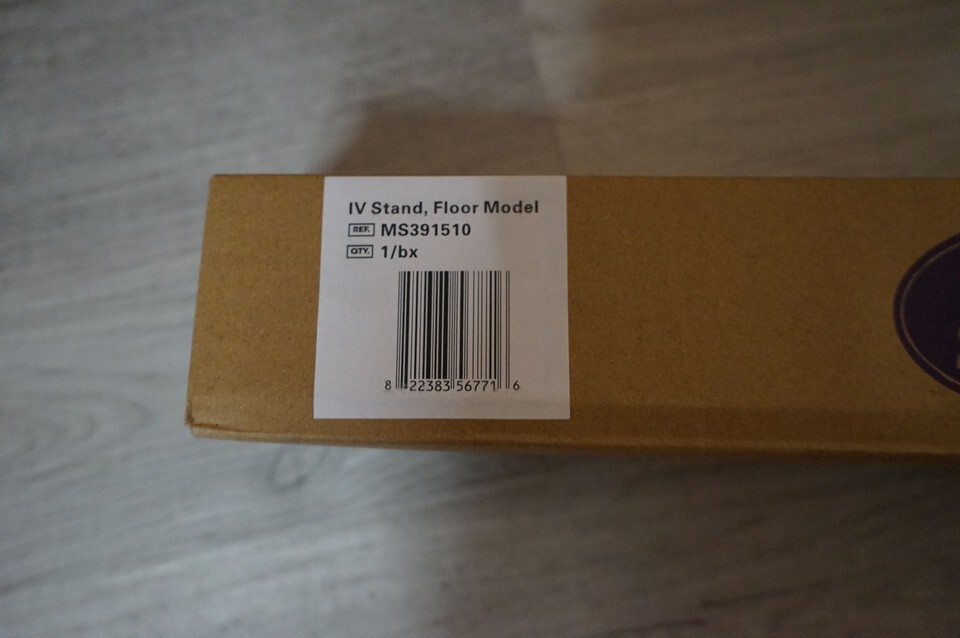 IV Stand, Floor Model
REF. MS391510
QTY. 1/bx
8 22383 56771 6